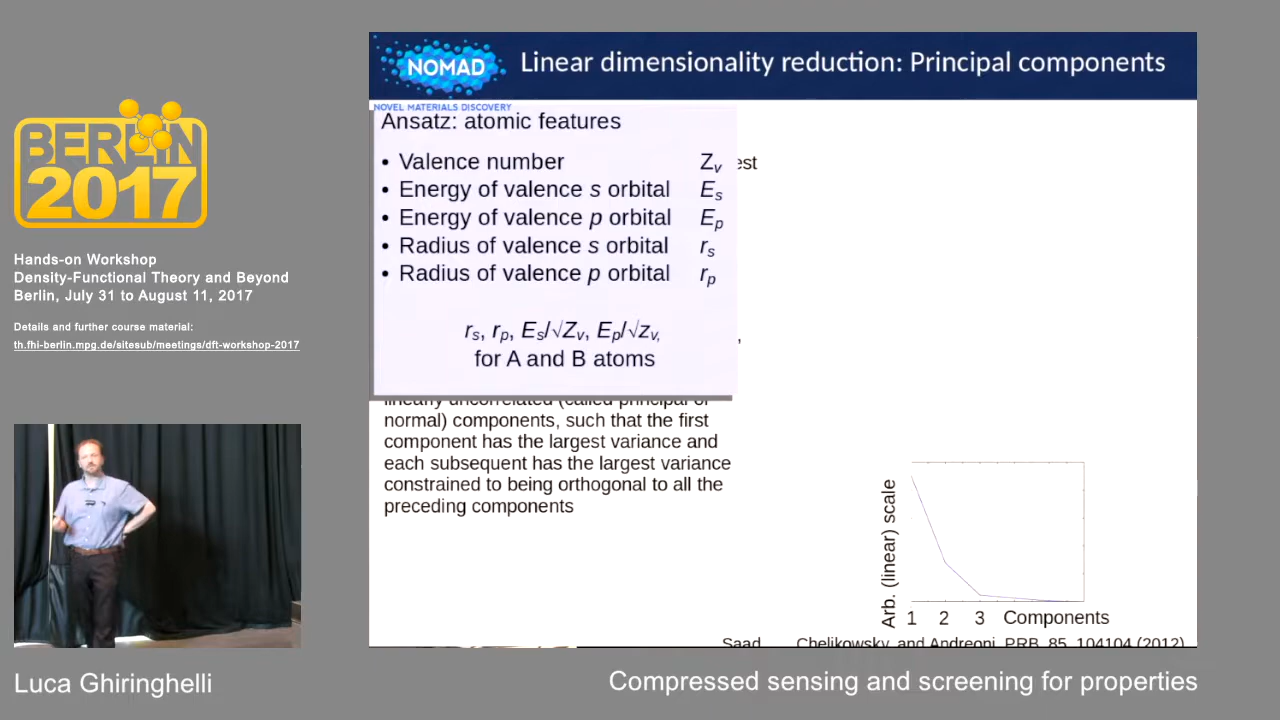 NOMAD
NOVEL MATERIALS DISCOVERY
Linear dimensionality reduction: Principal components
BERLIN
2017
Hands-on Workshop
Density-Functional Theory and Beyond
Berlin, July 31 to August 11, 2017
Details and further course material:
th.fhi-berlin.mpg.de/sitesub/meetings/dft-workshop-2017
Ansatz: atomic features
• Valence number Zv
• Energy of valence s orbital Es
• Energy of valence p orbital Ep
• Radius of valence s orbital rs
• Radius of valence p orbital rp
rs, rp, Es/√Zv, Ep/√zv,
for A and B atoms
linearly uncorrelated (called principal or
normal) components, such that the first
component has the largest variance and
each subsequent has the largest variance
constrained to being orthogonal to all the
preceding components
Arb. (linear) scale
1 2 3 Components
Saad Chelikowsky, and Andreoni, PRB, 85, 104104 (2012)
Luca Ghiringhelli
Compressed sensing and screening for properties